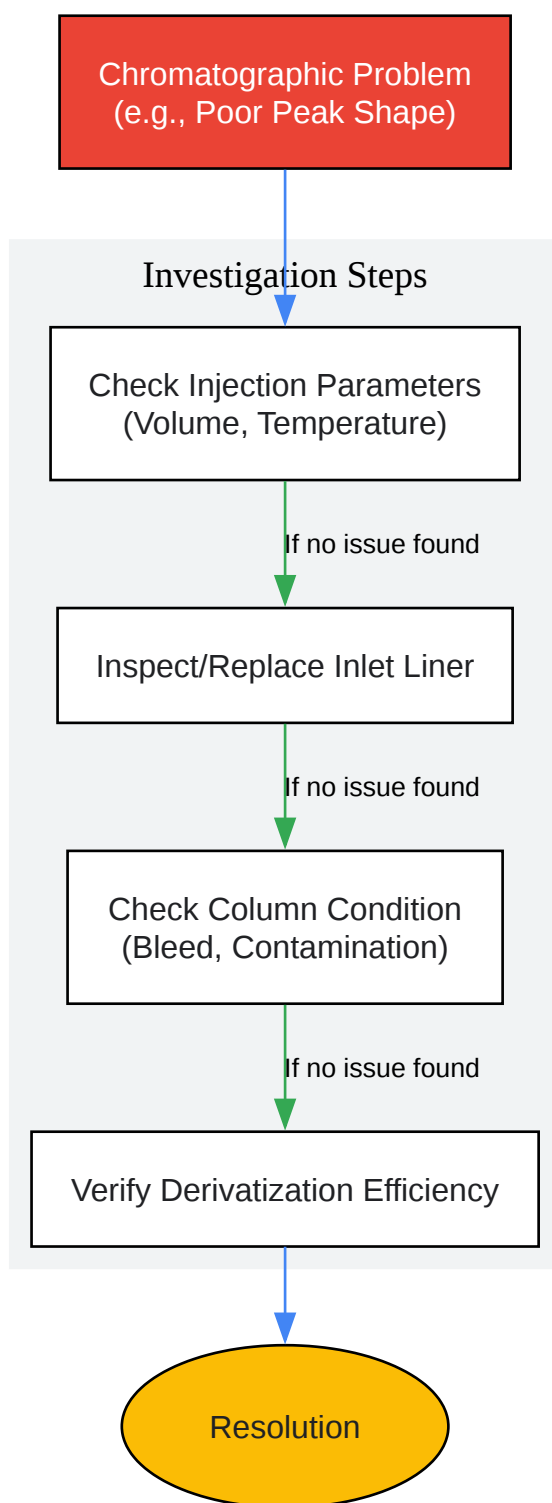 Chromatographic Problem
(e.g., Poor Peak Shape)
Investigation Steps
Check Injection Parameters
(Volume, Temperature)
If no issue found
Inspect/Replace Inlet Liner
If no issue found
Check Column Condition
(Bleed, Contamination)
If no issue found
Verify Derivatization Efficiency
Resolution